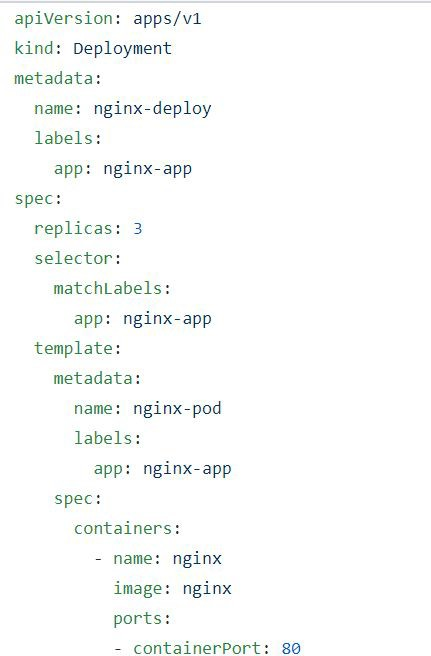 apiVersion: apps/v1
kind: Deployment
metadata:
  name: nginx-deploy
  labels:
    app: nginx-app
spec:
  replicas: 3
  selector:
    matchLabels:
      app: nginx-app
  template:
    metadata:
      name: nginx-pod
      labels:
        app: nginx-app
    spec:
      containers:
        - name: nginx
          image: nginx
          ports:
          - containerPort: 80